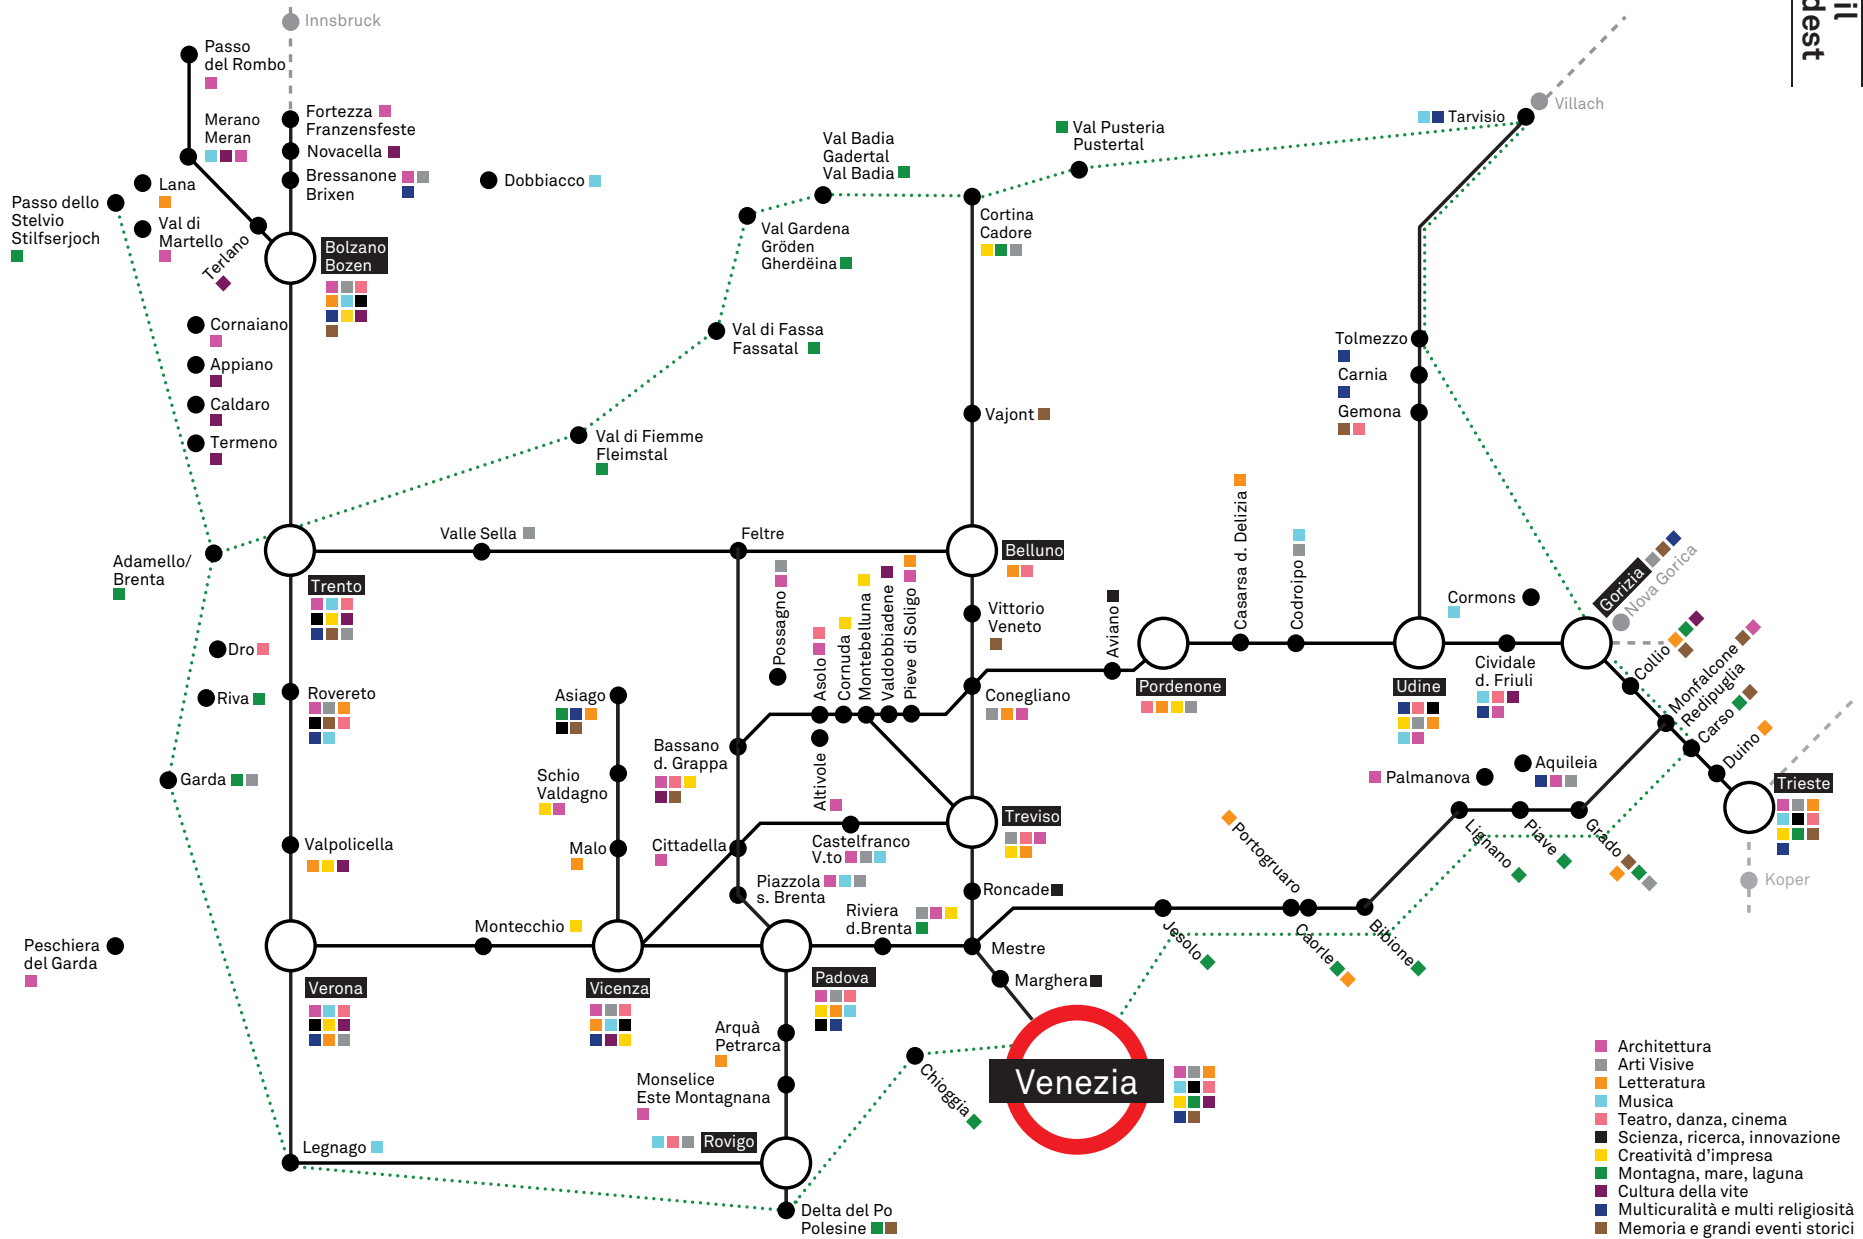 il
dest
Innsbruck
Passo
del Rombo
Merano
Meran
Fortezza
Franzensfeste
Novacella
Bressanone
Brixen
Lana
Passo dello
Stelvio
Stilfserjoch
Val di
Martello
Terlano
Bolzano
Bozen
Dobbiacco
Cornaiano
Appiano
Caldaro
Termeno
Val Badia
Gadertal
Val Badia
Val Gardena
Gröden
Gherdëina
Val di Fassa
Fassatal
Val di Fiemme
Fleimstal
Val Pusteria
Pustertal
Cortina
Cadore
Tarvisio
Villach
Tolmezzo
Carnia
Gemona
Vajont
Adamello/
Brenta
Trento
Valle Sella
Feltre
Belluno
Dro
Riva
Rovereto
Garda
Valpolicella
Asiago
Schio
Valdagno
Malo
Bassano
d. Grappa
Cittadella
Possagno
Asolo
Cornuda
Montebelluna
Valdobbiadene
Pieve di Soligo
Altivole
Castelfranco
V.to
Piazzola
s. Brenta
Riviera
d.Brenta
Vittorio
Veneto
Conegliano
Treviso
Roncade
Mestre
Marghera
Aviano
Pordenone
Casarsa d. Delizia
Codroipo
Udine
Cormons
Cividale
d. Friuli
Gorizia
Nova Gorica
Collio
Monfalcone
Redipuglia
Carso
Duino
Trieste
Koper
Palmanova
Aquileia
Lignano
Piave
Grado
Portogruaro
Jesolo
Caorle
Bibione
Peschiera
del Garda
Verona
Montecchio
Vicenza
Padova
Arquà
Petrarca
Monselice
Este Montagnana
Rovigo
Legnago
Delta del Po
Polesine
Chioggia
Venezia
Architettura
Arti Visive
Letteratura
Musica
Teatro, danza, cinema
Scienza, ricerca, innovazione
Creatività d'impresa
Montagna, mare, laguna
Cultura della vite
Multicuralità e multi religiosità
Memoria e grandi eventi storici